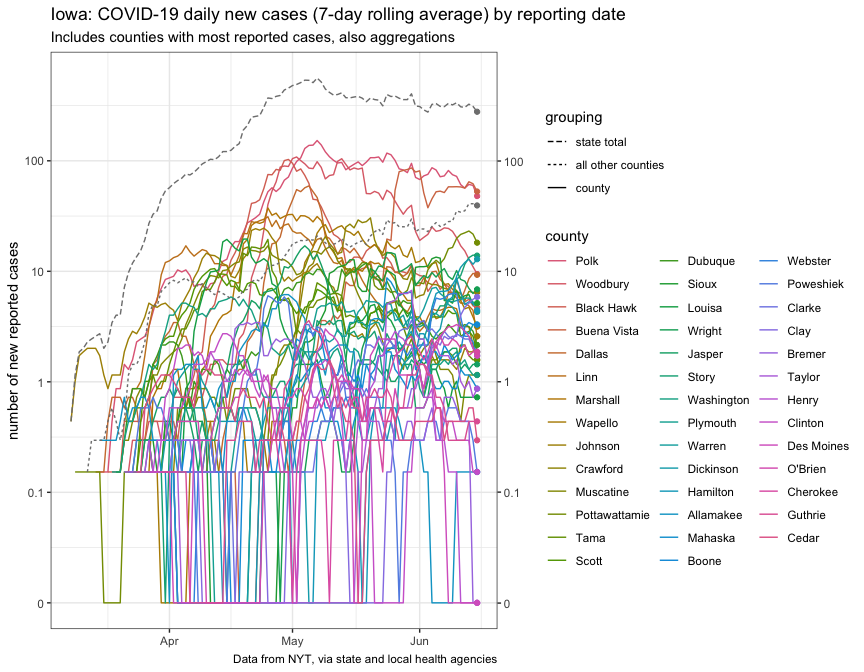 Iowa: COVID-19 daily new cases (7-day rolling average) by reporting date
Includes counties with most reported cases, also aggregations
number of new reported cases
100
10
1
0.1
0
100
10
1
0.1
0
Apr
May
Jun
Data from NYT, via state and local health agencies
grouping
state total
all other counties
county
county
Polk
Woodbury
Black Hawk
Buena Vista
Dallas
Linn
Marshall
Wapello
Johnson
Crawford
Muscatine
Pottawattamie
Tama
Scott
Dubuque
Sioux
Louisa
Wright
Jasper
Story
Washington
Plymouth
Warren
Dickinson
Hamilton
Allamakee
Mahaska
Boone
Webster
Poweshiek
Clarke
Clay
Bremer
Taylor
Henry
Clinton
Des Moines
O'Brien
Cherokee
Guthrie
Cedar